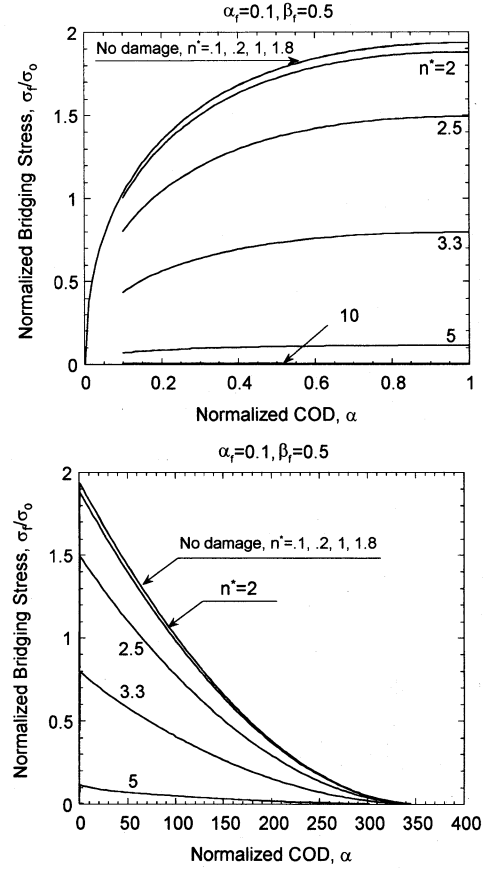 αf=0.1, βf=0.5
2
No damage, n*=.1, .2, 1, 1.8
n*=2
1.5
2.5
1
3.3
0.5
10
5
0
0 0.2 0.4 0.6 0.8 1
Normalized Bridging Stress, σf/σo
Normalized COD, α
αf=0.1, βf=0.5
2
No damage, n*=.1, .2, 1, 1.8
1.5
n*=2
2.5
1
3.3
0.5
5
0
0 50 100 150 200 250 300 350 400
Normalized Bridging Stress, σf/σo
Normalized COD, α